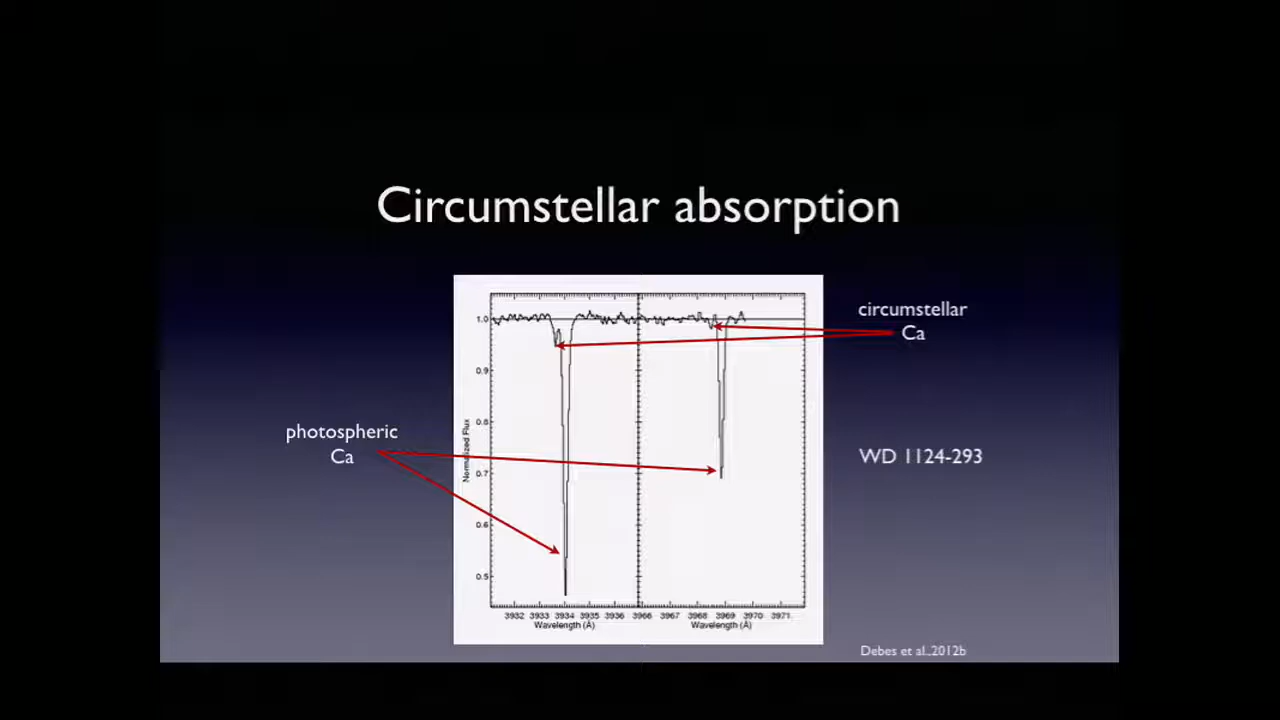 Circumstellar absorption
circumstellar
Ca
photospheric
Ca
WD 1124-293
Normalized Flux
1.0
0.9
0.8
0.7
0.6
0.5
3932 3933 3934 3935 3936 3966 3967 3968 3969 3970 3971
Wavelength (Å) Wavelength (Å)
Debes et al.,2012b